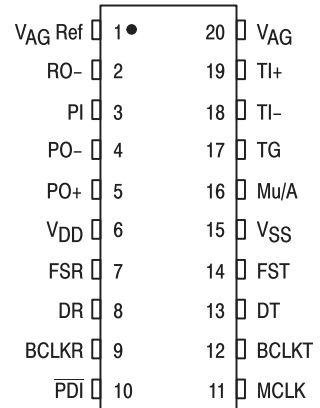 VAG Ref 1 20 VAG
RO– 2 19 TI+
PI 3 18 TI–
PO– 4 17 TG
PO+ 5 16 Mu/A
VDD 6 15 VSS
FSR 7 14 FST
DR 8 13 DT
BCLKR 9 12 BCLKT
PDI 10 11 MCLK